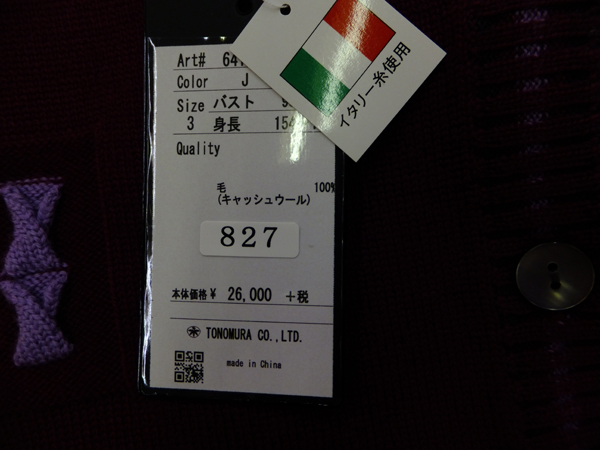 Art# 64
Color J
Size バスト 9
3 身長 154
Quality
毛 100%
(キャッシュウール)
827
本体価格¥ 26,000 +税
TONOMURA CO.,LTD.
made in China
イタリー糸使用